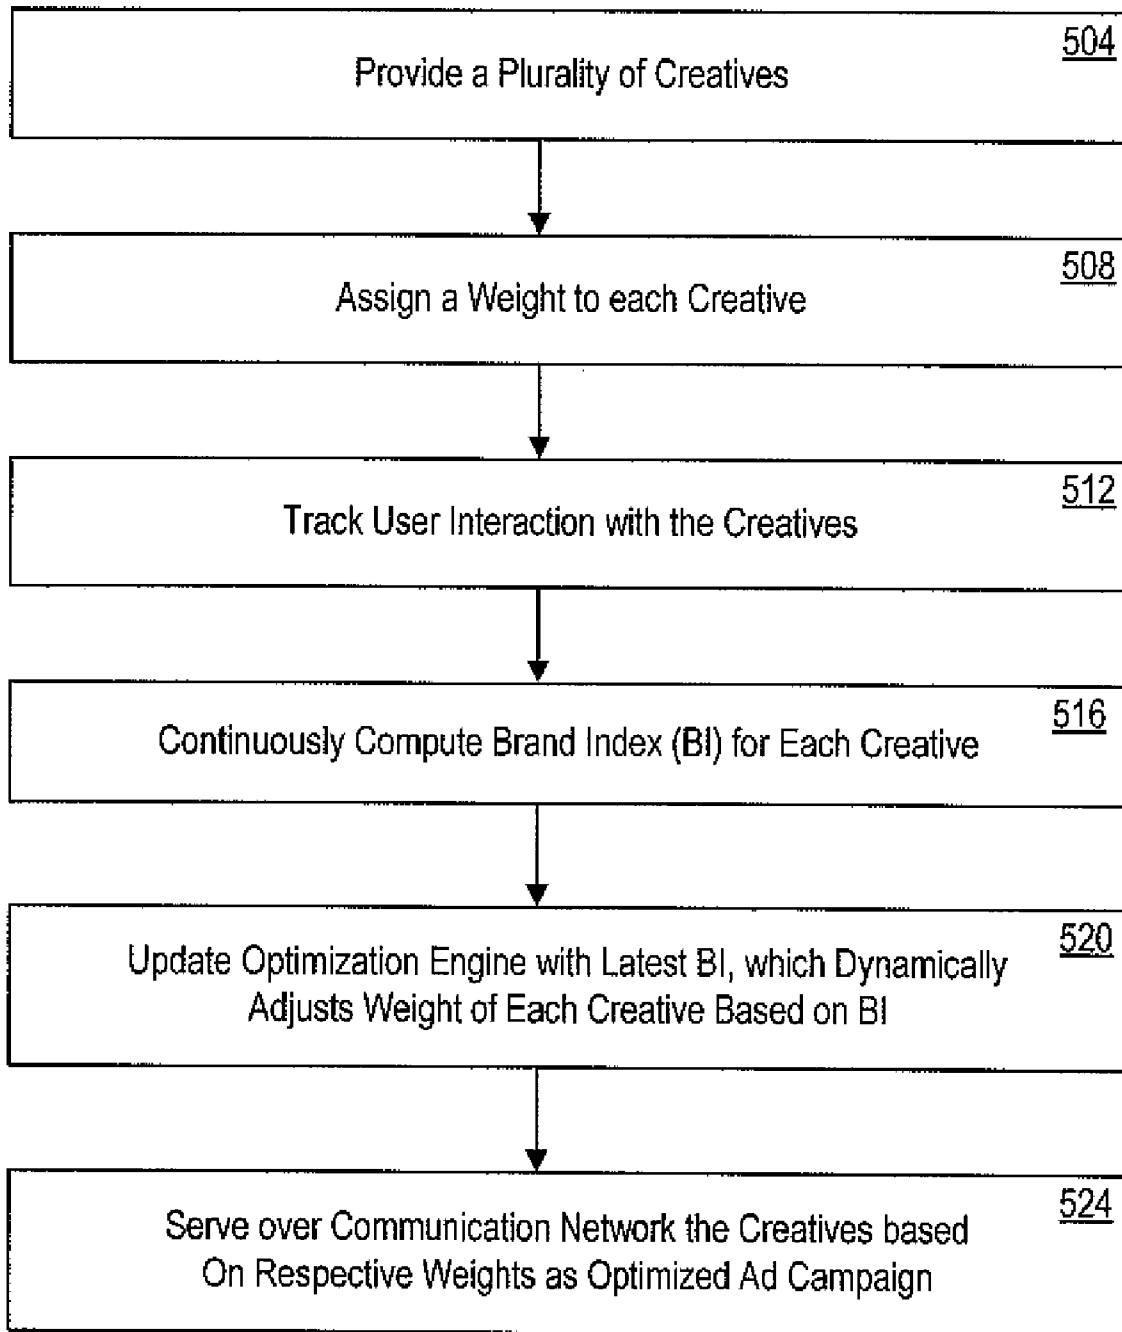 504
Provide a Plurality of Creatives
508
Assign a Weight to each Creative
512
Track User Interaction with the Creatives
516
Continuously Compute Brand Index (BI) for Each Creative
520
Update Optimization Engine with Latest BI, which Dynamically
Adjusts Weight of Each Creative Based on BI
524
Serve over Communication Network the Creatives based
On Respective Weights as Optimized Ad Campaign